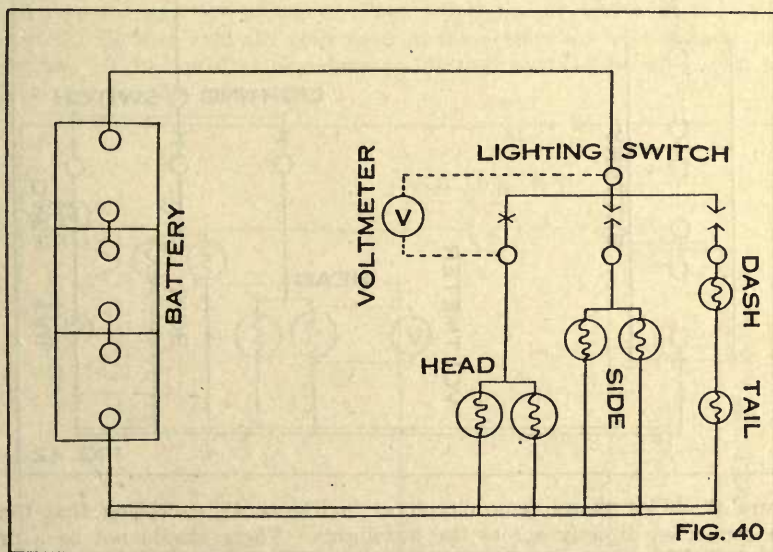 LIGHTING SWITCH
VOLTMETER
V
BATTERY
DASH
HEAD
SIDE
TAIL
FIG. 40